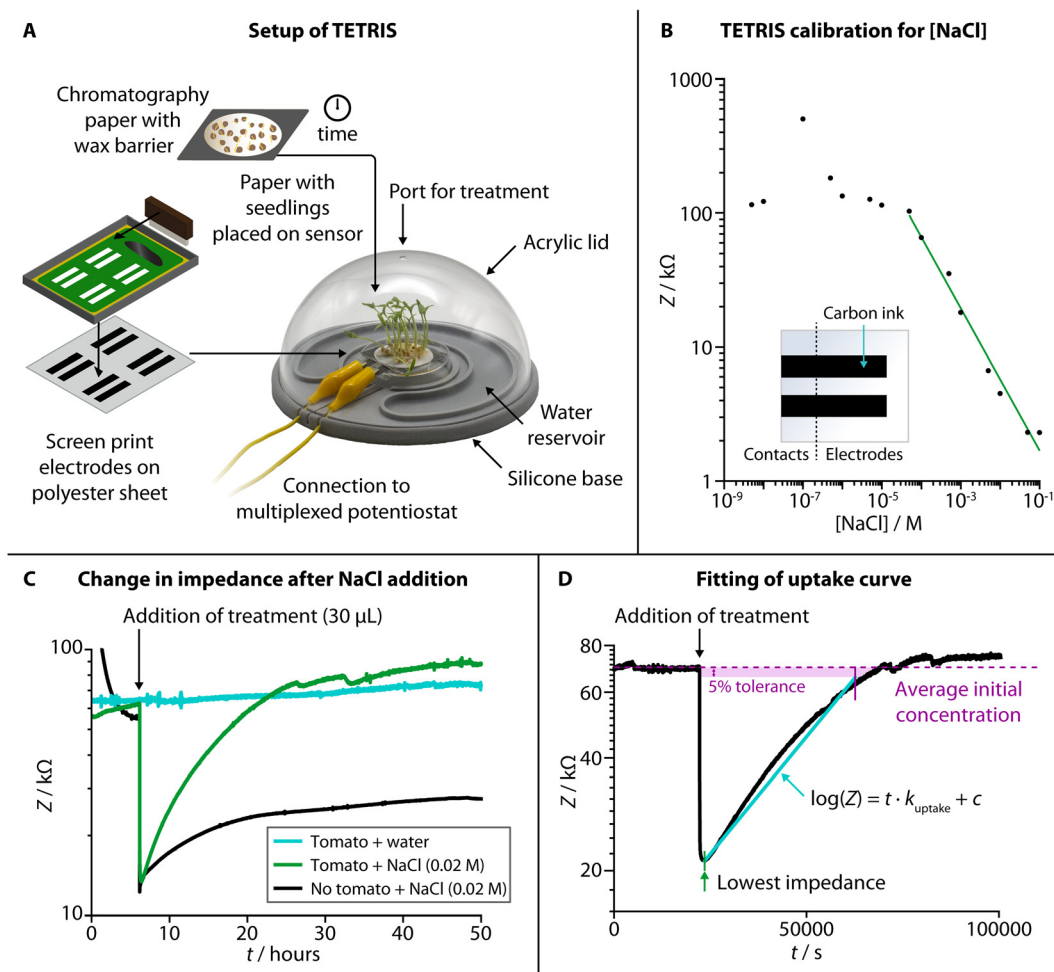 A
Setup of TETRIS
Chromatography
paper with
wax barrier
time
Paper with
seedlings
placed on sensor
Port for treatment
Acrylic lid
Water
reservoir
Silicone base
Screen print
electrodes on
polyester sheet
Connection to
multiplexed potentiostat
B
TETRIS calibration for [NaCl]
1000
100
10
1
Z / kΩ
Carbon ink
Contacts
Electrodes
10⁻⁹
10⁻⁷
10⁻⁵
10⁻³
10⁻¹
[NaCl] / M
C
Change in impedance after NaCl addition
Addition of treatment (30 µL)
100
10
Z / kΩ
Tomato + water
Tomato + NaCl (0.02 M)
No tomato + NaCl (0.02 M)
0
10
20
30
40
50
t / hours
D
Fitting of uptake curve
Addition of treatment
80
60
40
20
Z / kΩ
5% tolerance
Average initial
concentration
log(Z) = t · k_uptake + c
Lowest impedance
0
50000
100000
t / s